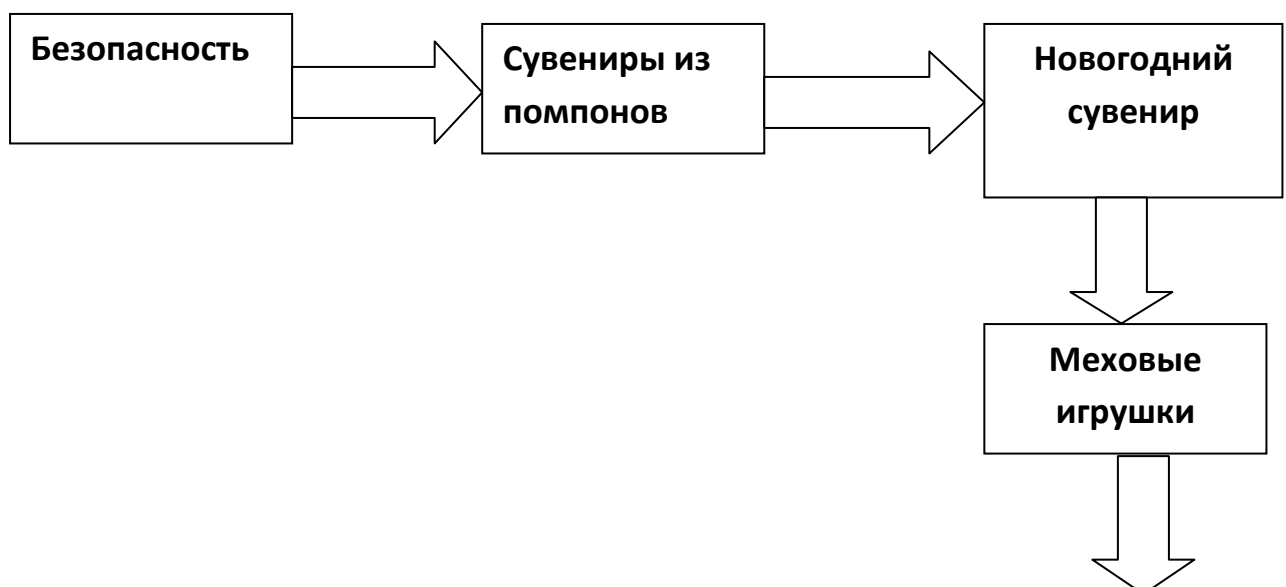 Безопасность
Сувениры из
помпонов
Новогодний
сувенир
Меховые
игрушки